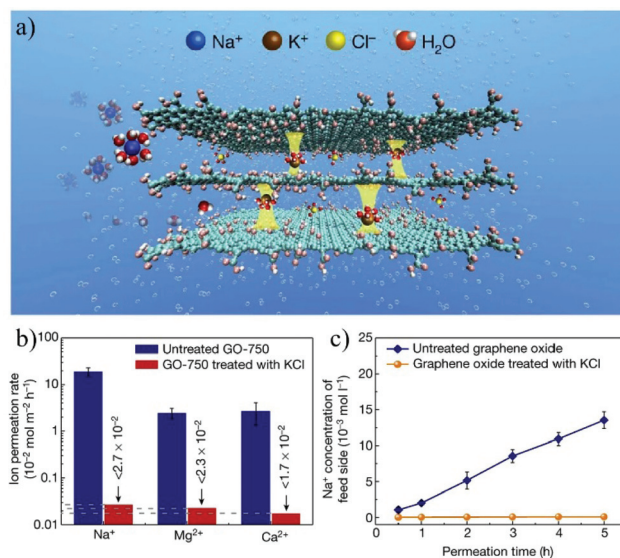 a)
Na⁺ K⁺ Cl⁻ H₂O
b)
Untreated GO-750
GO-750 treated with KCl
Ion permeation rate
(10⁻² mol m⁻² h⁻¹)
100
10
1
0.1
0.01
<2.7 × 10⁻²
<2.3 × 10⁻²
<1.7 × 10⁻²
Na⁺ Mg²⁺ Ca²⁺
c)
Untreated graphene oxide
Graphene oxide treated with KCl
Na⁺ concentration of
feed side (10⁻³ mol l⁻¹)
25
20
15
10
5
0
0 1 2 3 4 5
Permeation time (h)